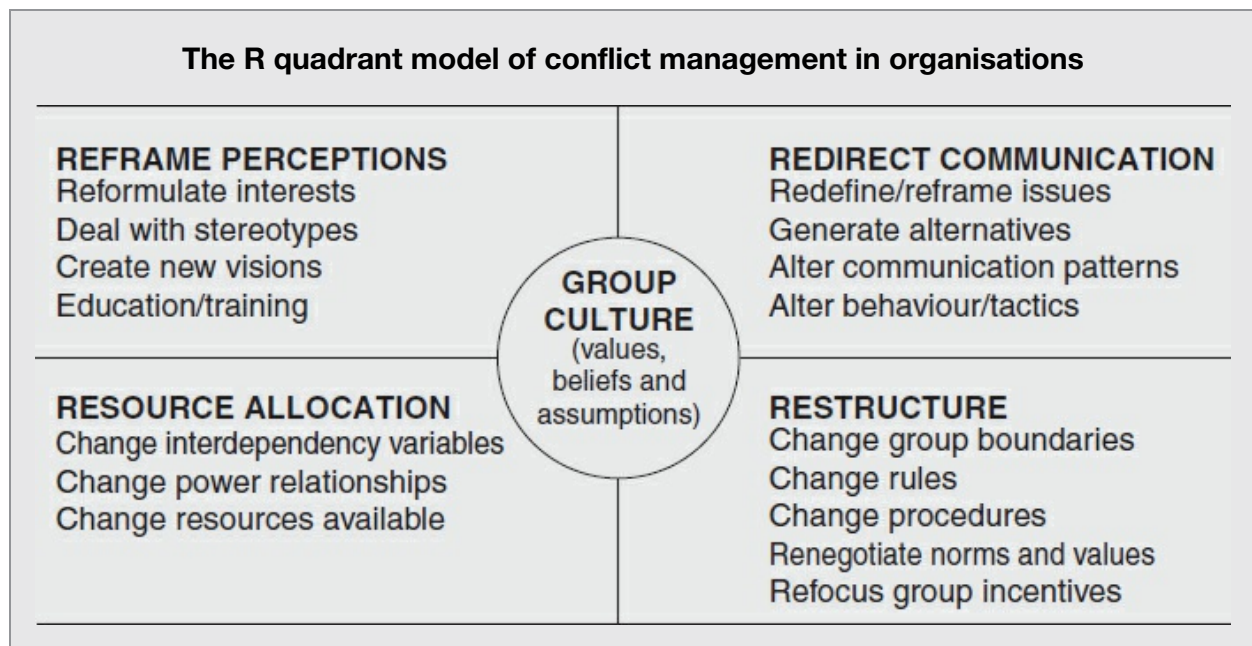 The R quadrant model of conflict management in organisations
REFRAME PERCEPTIONS
Reformulate interests
Deal with stereotypes
Create new visions
Education/training
REDIRECT COMMUNICATION
Redefine/reframe issues
Generate alternatives
Alter communication patterns
Alter behaviour/tactics
GROUP
CULTURE
(values,
beliefs and
assumptions)
RESOURCE ALLOCATION
Change interdependency variables
Change power relationships
Change resources available
RESTRUCTURE
Change group boundaries
Change rules
Change procedures
Renegotiate norms and values
Refocus group incentives